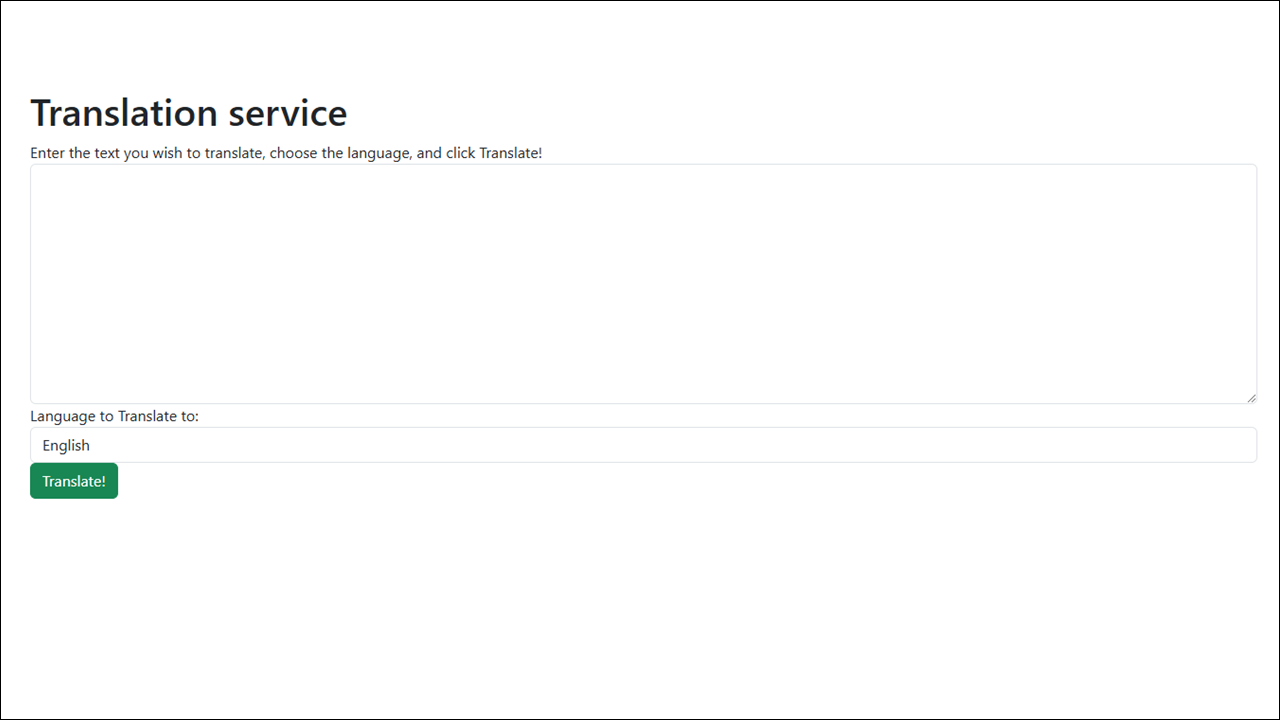 Translation service
Enter the text you wish to translate, choose the language, and click Translate!
Language to Translate to:
English
Translate!